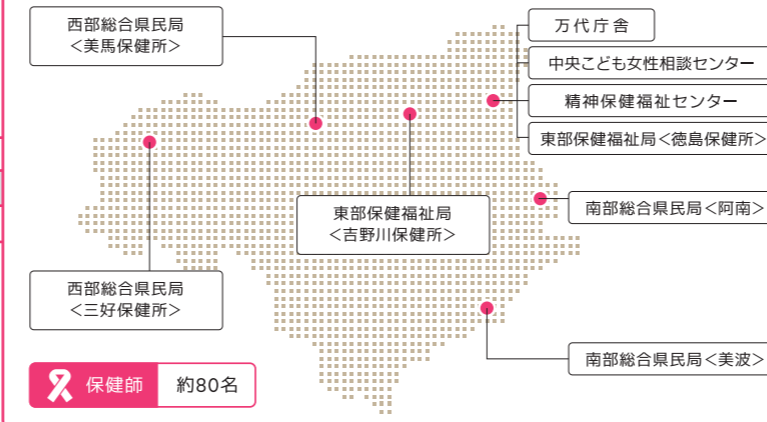 西部総合県民局
<美馬保健所>
万代庁舎
中央こども女性相談センター
精神保健福祉センター
東部保健福祉局<徳島保健所>
東部保健福祉局
<吉野川保健所>
南部総合県民局<阿南>
西部総合県民局
<三好保健所>
南部総合県民局<美波>
保健師 約80名